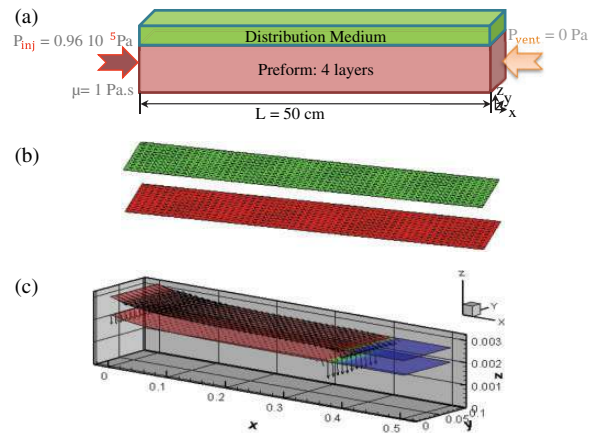 (a)
P_inj = 0.96 10 ⁵Pa
Distribution Medium
P_vent = 0 Pa
Preform: 4 layers
μ= 1 Pa.s
L = 50 cm
z
y
x
(b)
(c)
z
Y
X
0.003
0.002
0.001
0
z
0
0.1
0.2
0.3
0.4
0.5
x
0
0.05
0.1
y